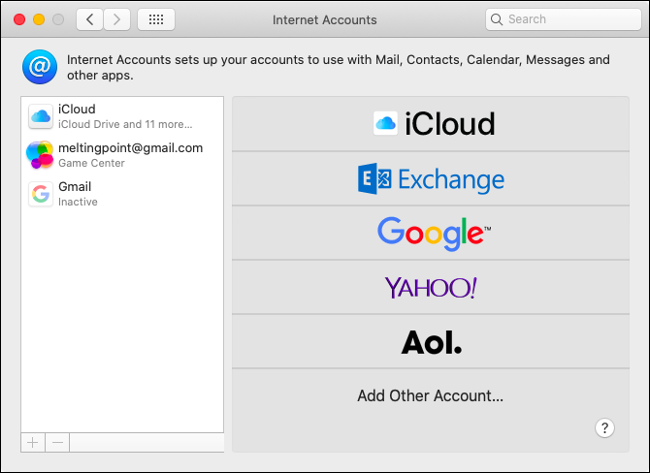 Internet Accounts
Search
Internet Accounts sets up your accounts to use with Mail, Contacts, Calendar, Messages and
other apps.
iCloud
iCloud Drive and 11 more...
meltingpoint@gmail.com
Game Center
Gmail
Inactive
iCloud
Exchange
Google™
YAHOO!
Aol.
Add Other Account...
?